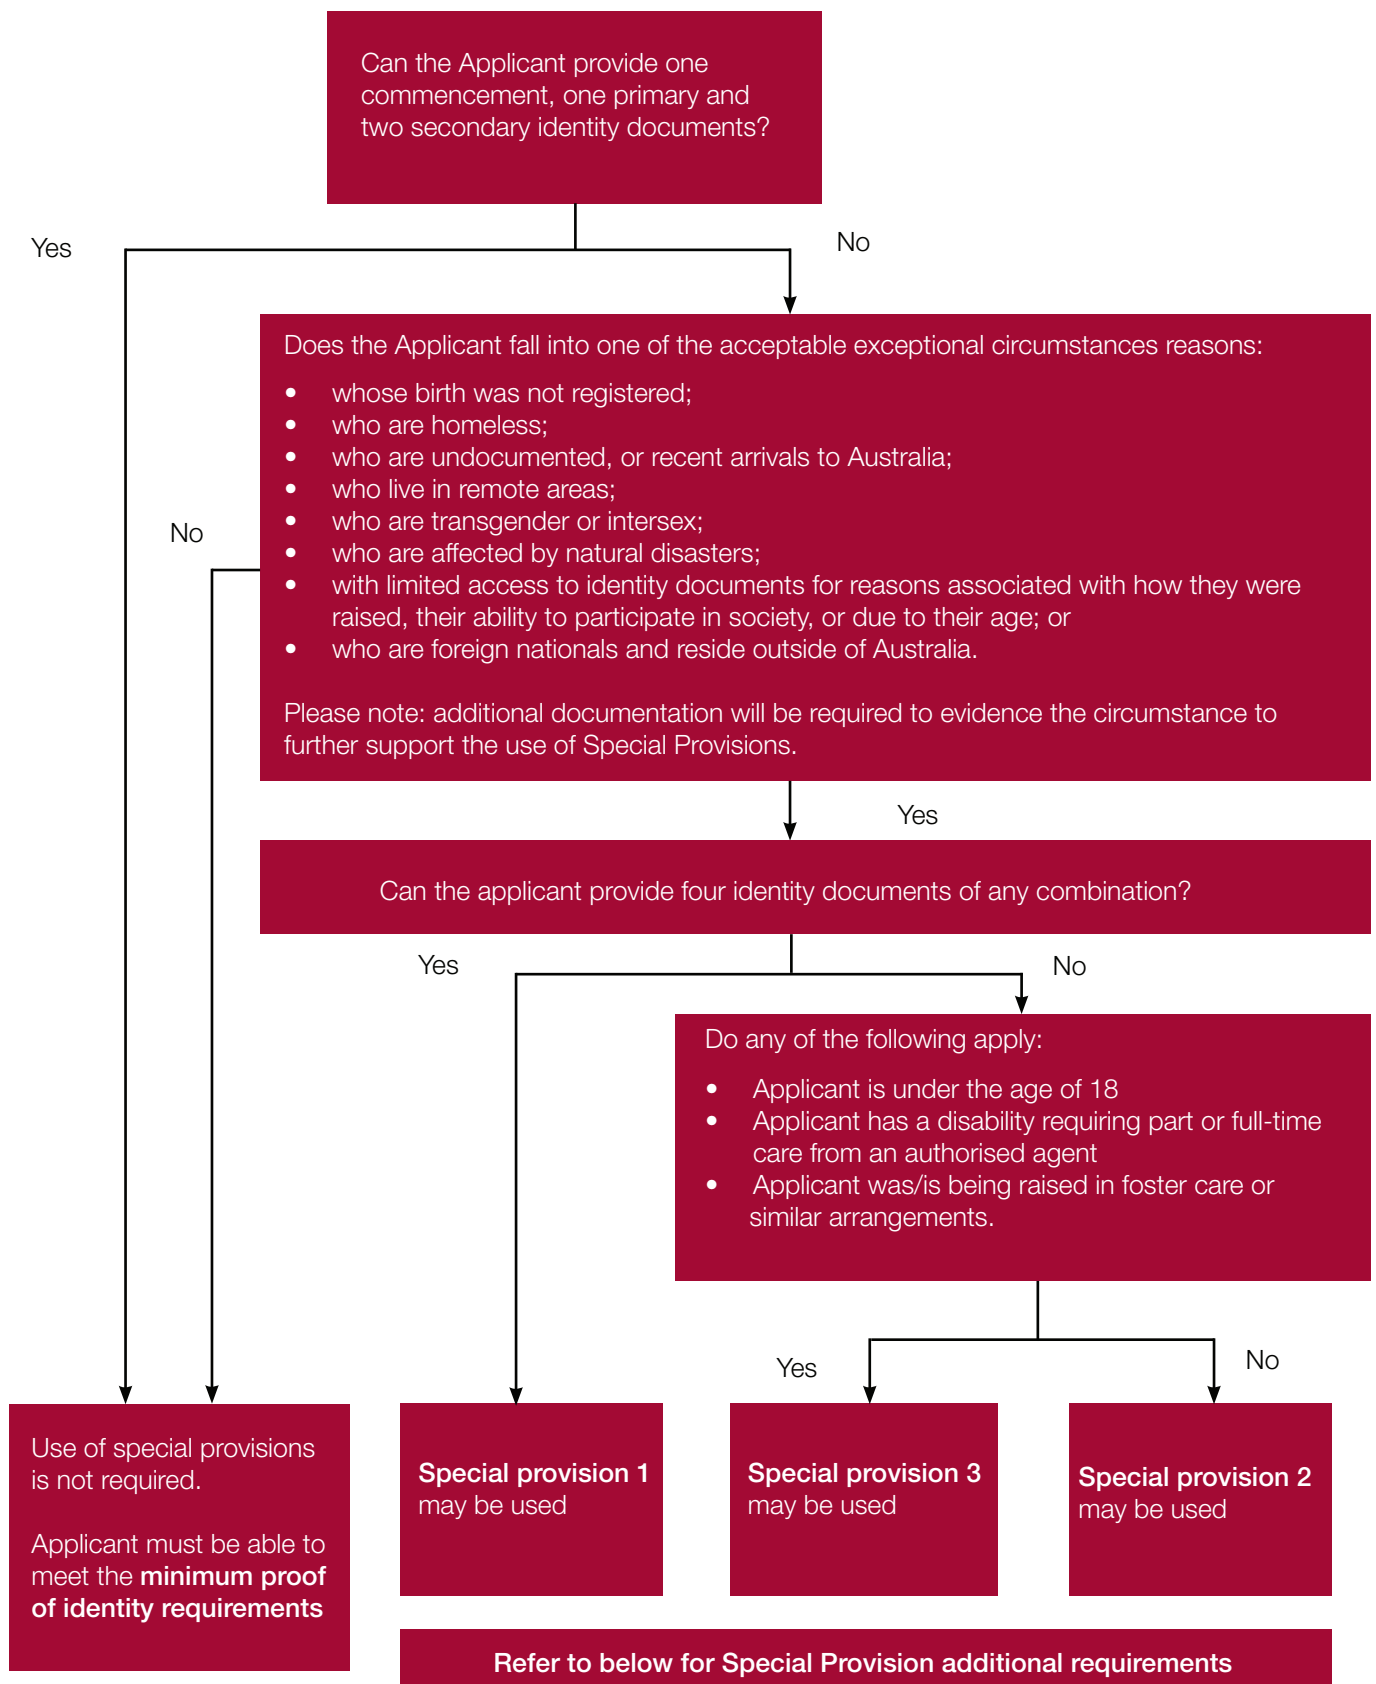 Can the Applicant provide one
commencement, one primary and
two secondary identity documents?
Yes
No
Does the Applicant fall into one of the acceptable exceptional circumstances reasons:
• whose birth was not registered;
• who are homeless;
• who are undocumented, or recent arrivals to Australia;
• who live in remote areas;
• who are transgender or intersex;
• who are affected by natural disasters;
• with limited access to identity documents for reasons associated with how they were
raised, their ability to participate in society, or due to their age; or
• who are foreign nationals and reside outside of Australia.
Please note: additional documentation will be required to evidence the circumstance to
further support the use of Special Provisions.
No
Yes
Can the applicant provide four identity documents of any combination?
Yes
No
Do any of the following apply:
• Applicant is under the age of 18
• Applicant has a disability requiring part or full-time
care from an authorised agent
• Applicant was/is being raised in foster care or
similar arrangements.
Yes
No
Use of special provisions
is not required.
Applicant must be able to
meet the minimum proof
of identity requirements
Special provision 1
may be used
Special provision 3
may be used
Special provision 2
may be used
Refer to below for Special Provision additional requirements